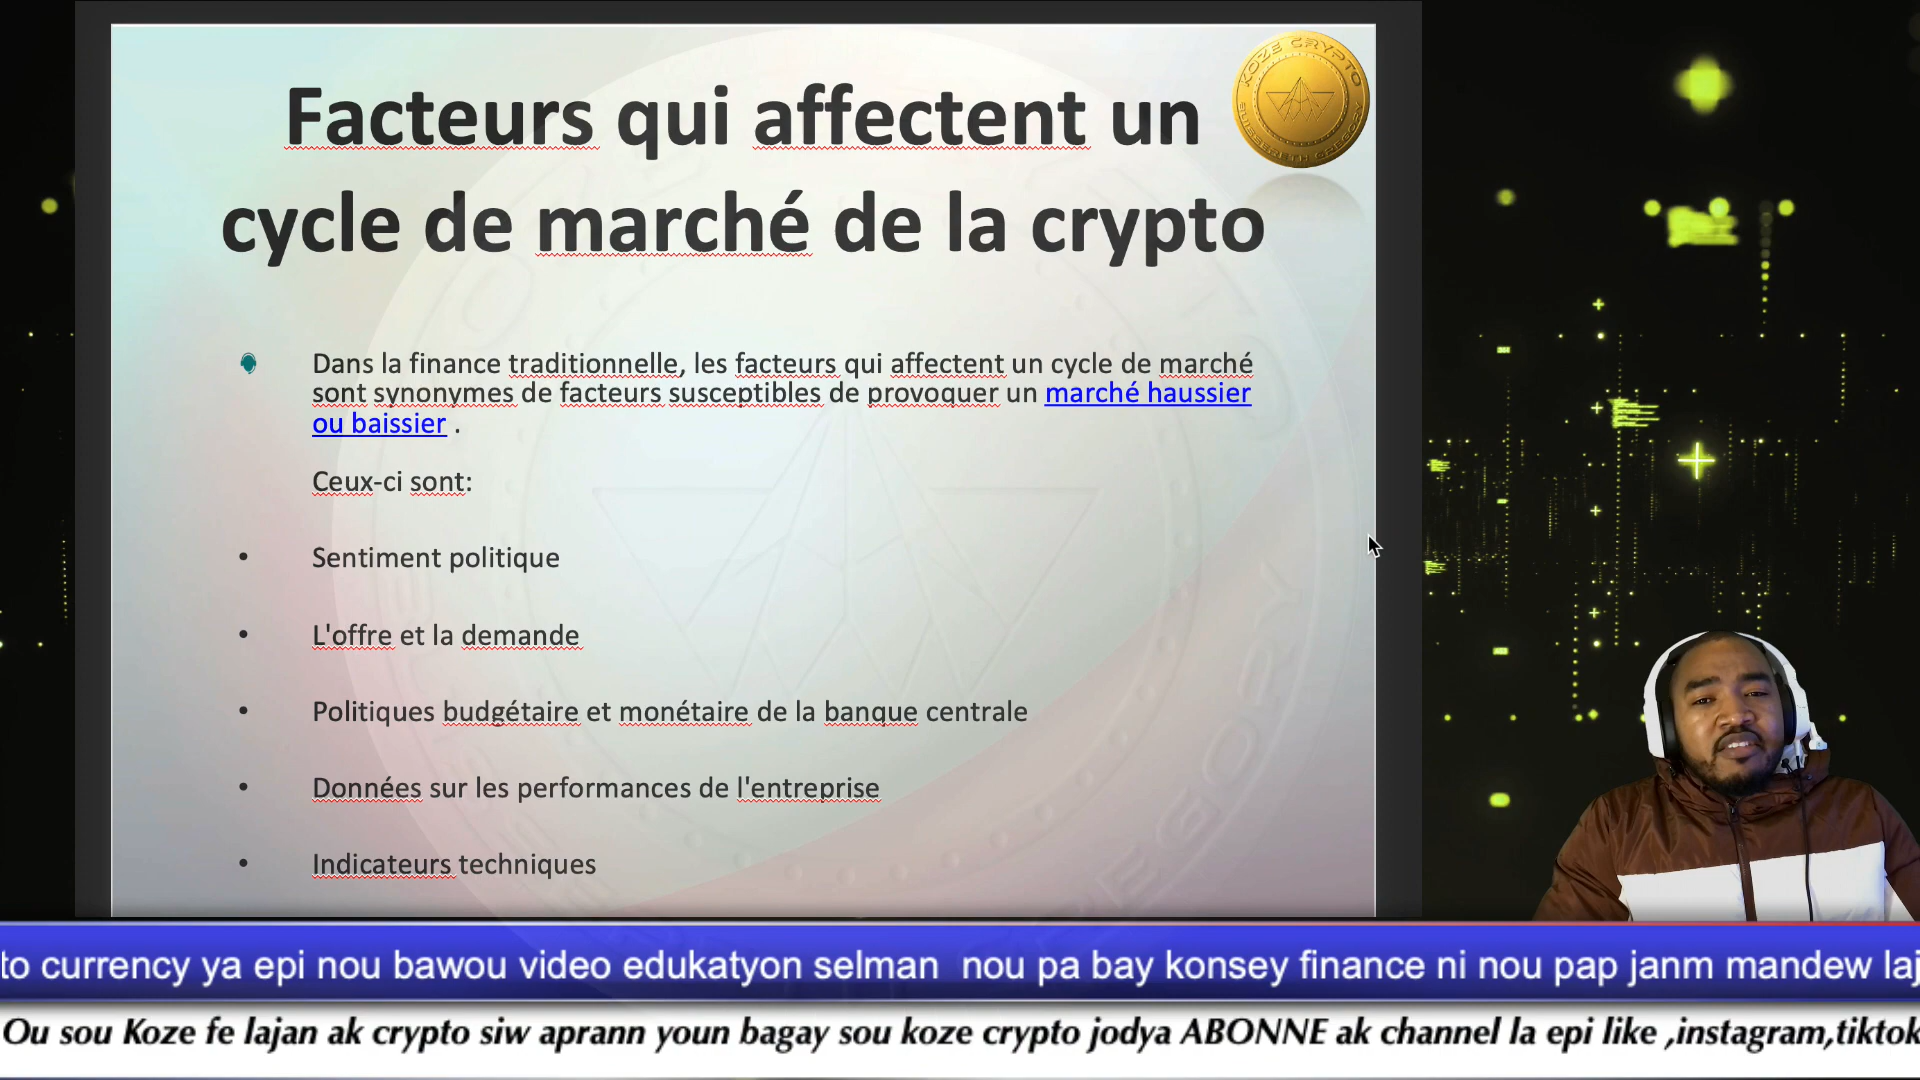 KOZE CRYPTO
Facteurs qui affectent un
cycle de marché de la crypto
Dans la finance traditionnelle, les facteurs qui affectent un cycle de marché
sont synonymes de facteurs susceptibles de provoquer un marché haussier
ou baissier .
Ceux-ci sont:
• Sentiment politique
• L'offre et la demande
• Politiques budgétaire et monétaire de la banque centrale
• Données sur les performances de l'entreprise
• Indicateurs techniques
to currency ya epi nou bawou video edukatyon selman nou pa bay konsey finance ni nou pap janm mandew laj
Ou sou Koze fe lajan ak crypto siw aprann youn bagay sou koze crypto jodya ABONNE ak channel la epi like ,instagram,tiktok